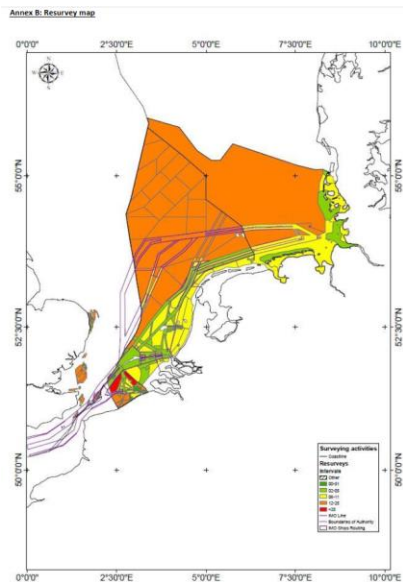 Annex B: Resurvey map
0°0'0" 2°30'0"E 5°0'0"E 7°30'0"E 10°0'0"E
55°0'0"N 55°0'0"N
52°30'0"N 52°30'0"N
50°0'0"N 50°0'0"N
Surveying activities
Coastline
Resurveys
Intervals
Other
IMO Line
Boundaries of Authority
IMO Ships Routing
0°0'0" 2°30'0"E 5°0'0"E 7°30'0"E 10°0'0"E